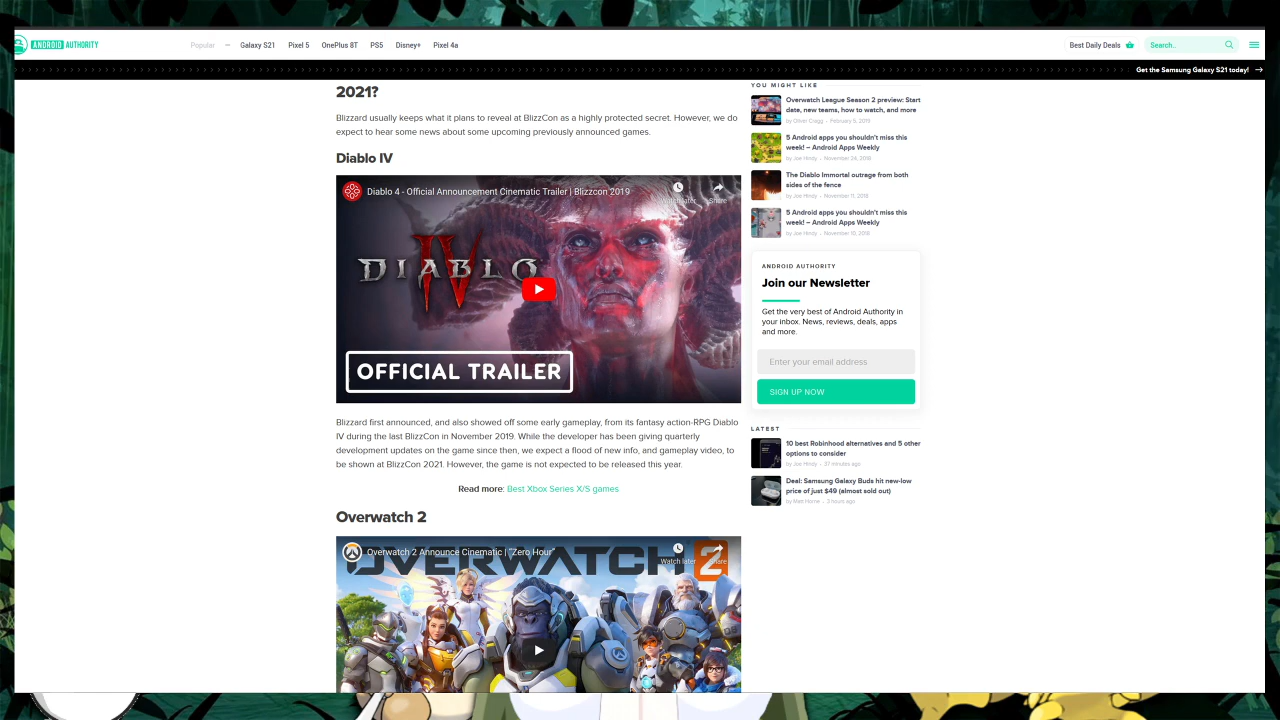 ANDROID AUTHORITY
Popular — Galaxy S21 Pixel 5 OnePlus 8T PS5 Disney+ Pixel 4a
Best Daily Deals
Search..
Get the Samsung Galaxy S21 today!
2021?
Blizzard usually keeps what it plans to reveal at BlizzCon as a highly protected secret. However, we do
expect to hear some news about some upcoming previously announced games.
Diablo IV
Diablo 4 - Official Announcement Cinematic Trailer | Blizzcon 2019
Watch later
Share
DIABLO
IV
OFFICIAL TRAILER
Blizzard first announced, and also showed off some early gameplay, from its fantasy action-RPG Diablo
IV during the last BlizzCon in November 2019. While the developer has been giving quarterly
development updates on the game since then, we expect a flood of new info, and gameplay video, to
be shown at BlizzCon 2021. However, the game is not expected to be released this year.
Read more: Best Xbox Series X/S games
Overwatch 2
Overwatch 2 Announce Cinematic | “Zero Hour”
Watch later
Share
OVERWATCH 2
YOU MIGHT LIKE
Overwatch League Season 2 preview: Start
date, new teams, how to watch, and more
by Oliver Cragg - February 9, 2019
5 Android apps you shouldn't miss this
week! – Android Apps Weekly
by Joe Hindy - November 24, 2018
The Diablo Immortal outrage from both
sides of the fence
by Joe Hindy - November 11, 2018
5 Android apps you shouldn't miss this
week! – Android Apps Weekly
by Joe Hindy - November 10, 2018
ANDROID AUTHORITY
Join our Newsletter
Get the very best of Android Authority in
your inbox. News, reviews, deals, apps
and more.
Enter your email address
SIGN UP NOW
LATEST
10 best Robinhood alternatives and 5 other
options to consider
by Joe Hindy - 37 minutes ago
Deal: Samsung Galaxy Buds hit new-low
price of just $49 (almost sold out)
by Matt Horne - 2 hours ago